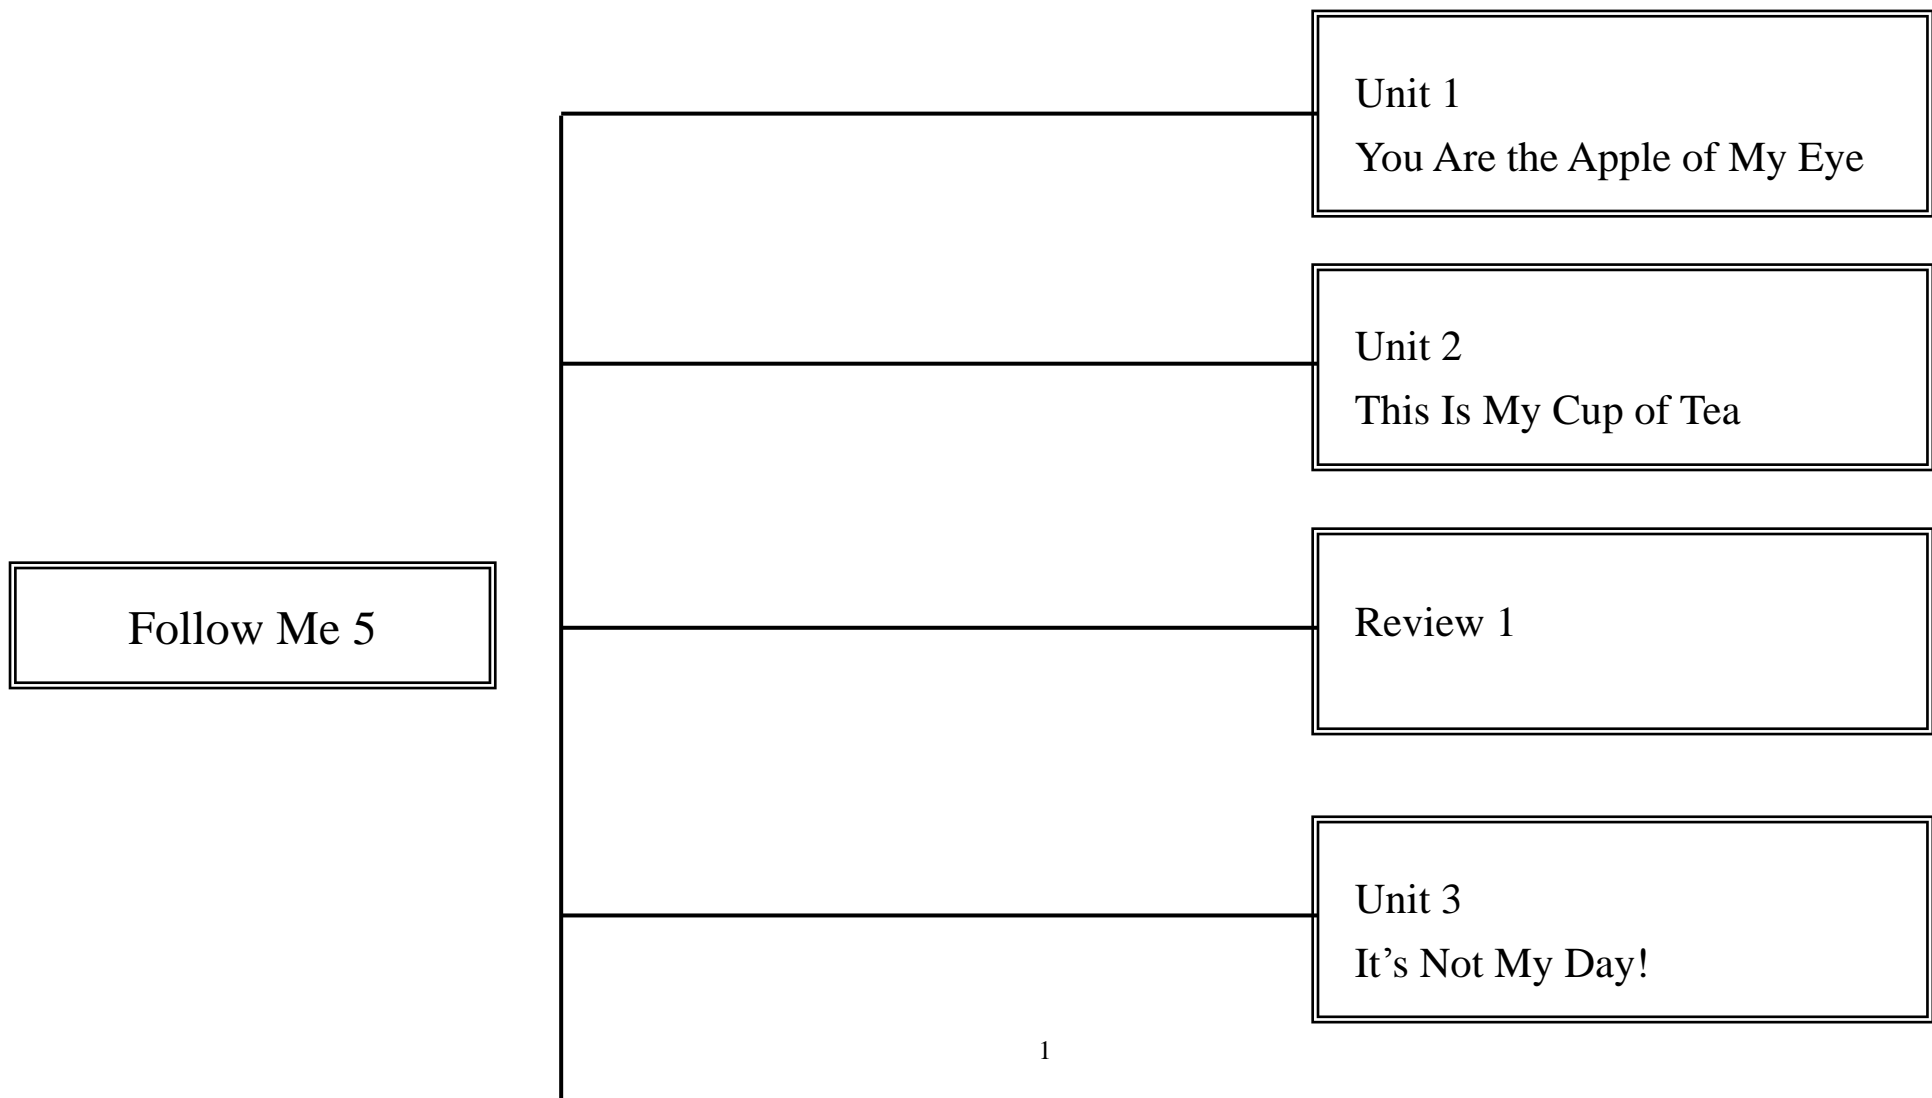 Unit 1
You Are the Apple of My Eye
Unit 2
This Is My Cup of Tea
Follow Me 5
Review 1
Unit 3
It’s Not My Day!
1